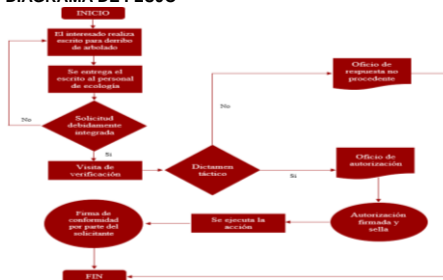 DIAGRAMA DE FLUJO
INICIO
El interesado realiza
escrito para derribo
de arbolado
Se entrega el
escrito al personal
de ecología
Solicitud
debidamente
integrada
No
Si
Visita de
verificación
Dictamen
táctico
No
Si
Oficio de
respuesta no
procedente
Oficio de
autorización
Autorización
firmada y
sella
Se ejecuta la
acción
Firma de
conformidad
por parte del
solicitante
FIN